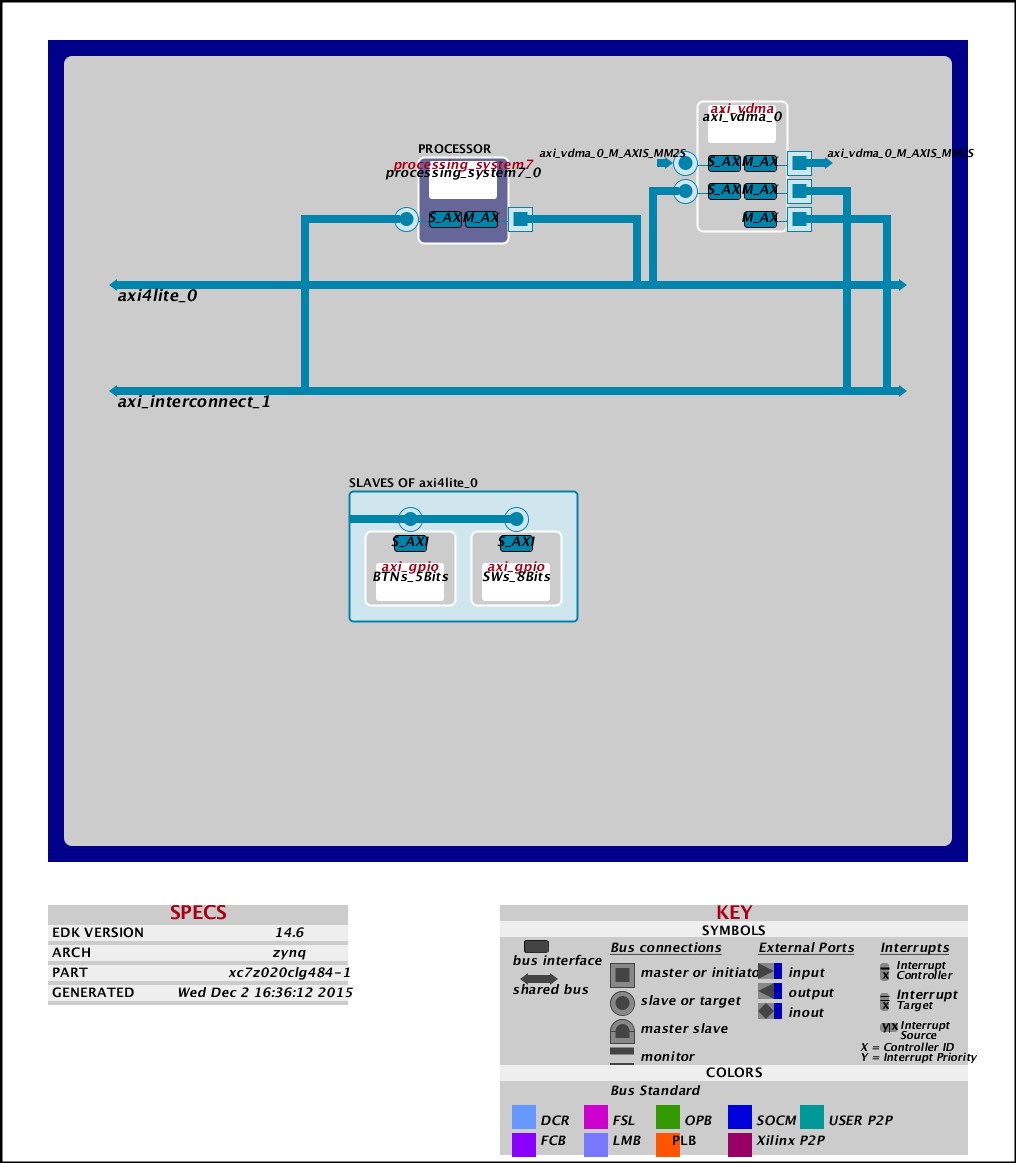 axi_vdma
axi_vdma_0
PROCESSOR
axi_vdma_0_M_AXIS_MM2S
axi_vdma_0_M_AXIS_MM2S
S_AX M_AX
processing_system7
processing_system7_0
S_AX M_AX
S_AX M_AX
M_AX
axi4lite_0
axi_interconnect_1
SLAVES OF axi4lite_0
S_AXI
S_AXI
axi_gpio
BTNs_5Bits
axi_gpio
SWs_8Bits
SPECS
EDK VERSION 14.6
ARCH zynq
PART xc7z020clg484-1
GENERATED Wed Dec 2 16:36:12 2015
KEY
SYMBOLS
bus interface
shared bus
Bus connections
master or initiato
slave or target
master slave
monitor
External Ports
input
output
inout
Interrupts
x
Interrupt
Controller
x
Interrupt
Target
y|x
Interrupt
Source
X = Controller ID
Y = Interrupt Priority
COLORS
Bus Standard
DCR FSL OPB SOCM USER P2P
FCB LMB PLB Xilinx P2P